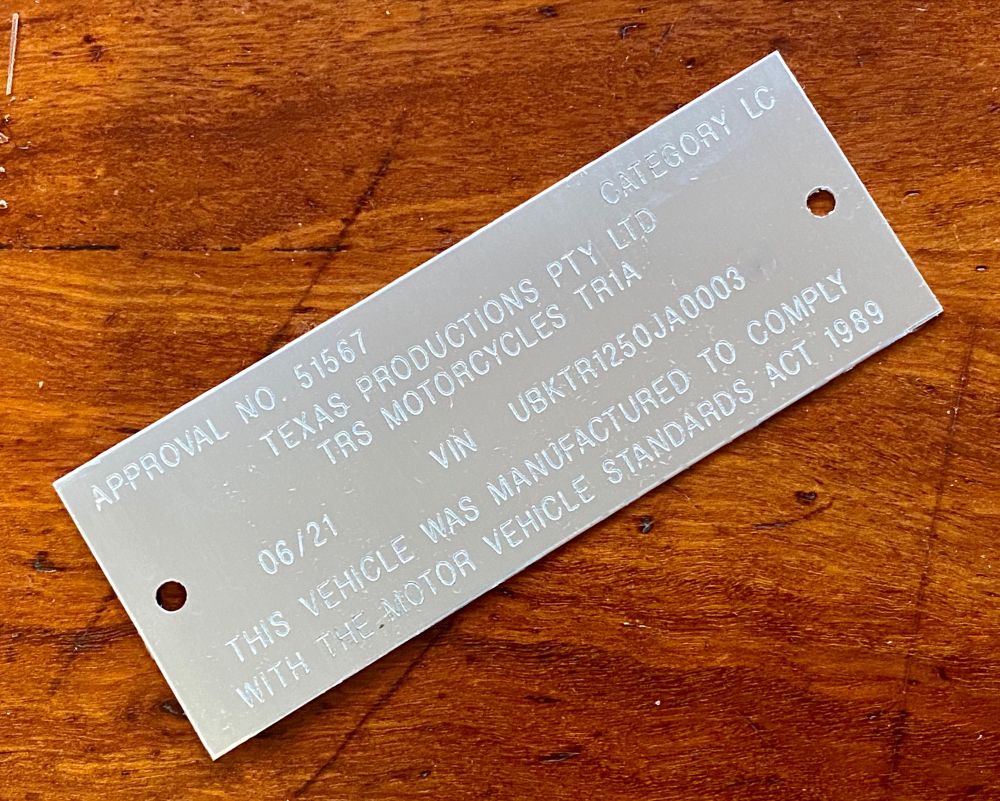 APPROVAL NO. 51567 CATEGORY LC
TEXAS PRODUCTIONS PTY LTD
TRS MOTORCYCLES TR1A
06/21 VIN UBKTR1250JA0003
THIS VEHICLE WAS MANUFACTURED TO COMPLY
WITH THE MOTOR VEHICLE STANDARDS ACT 1989